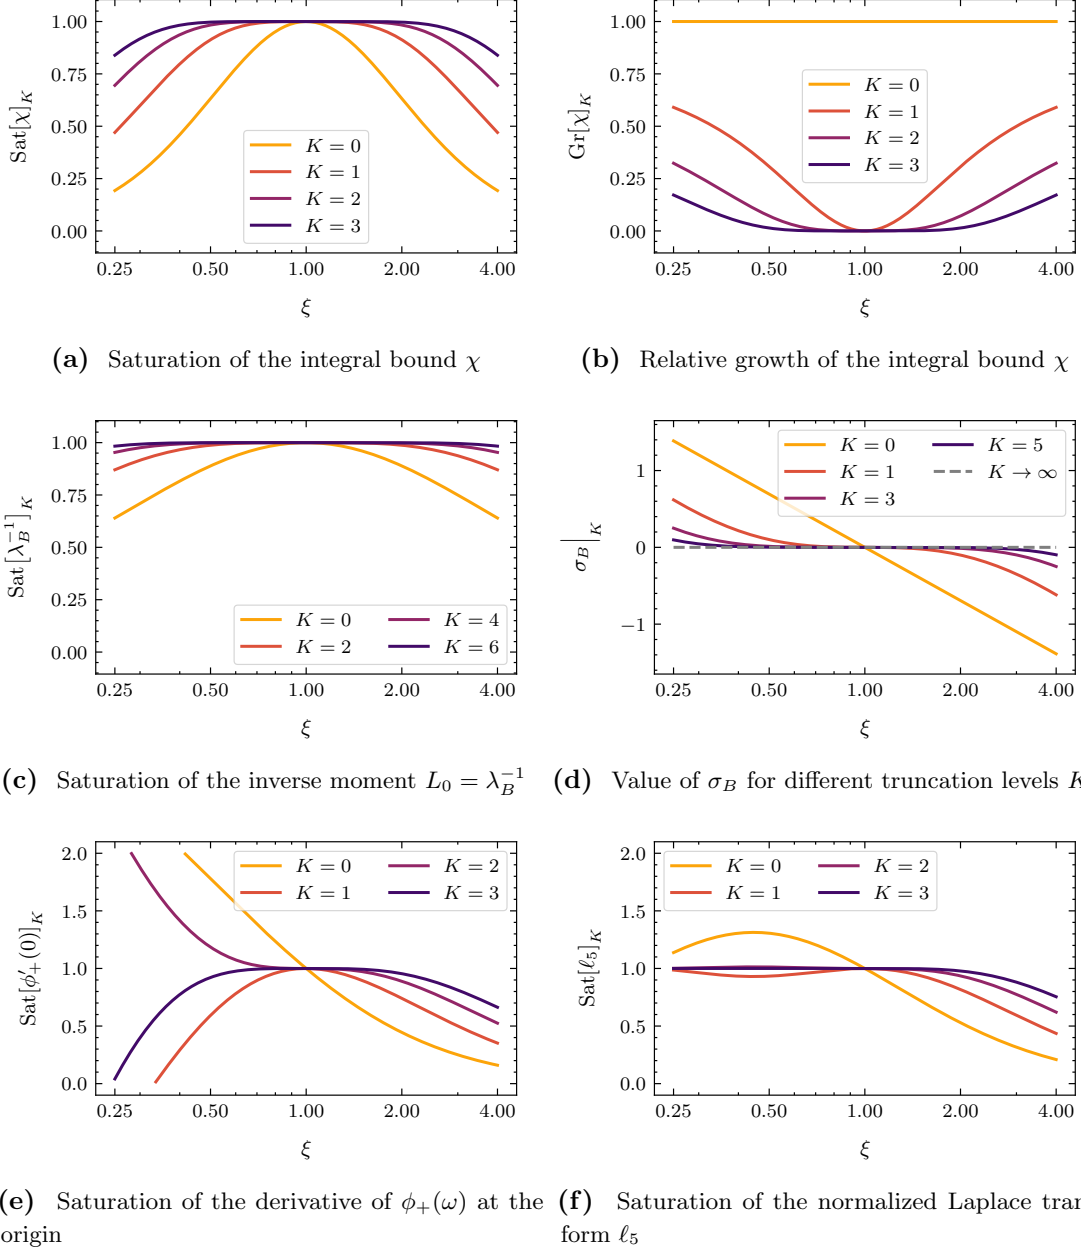 1.00
0.75
0.50
0.25
0.00
Sat[χ]_K
K = 0
K = 1
K = 2
K = 3
0.25 0.50 1.00 2.00 4.00
ξ
(a) Saturation of the integral bound χ
1.00
0.75
0.50
0.25
0.00
Gr[χ]_K
K = 0
K = 1
K = 2
K = 3
0.25 0.50 1.00 2.00 4.00
ξ
(b) Relative growth of the integral bound χ
1.00
0.75
0.50
0.25
0.00
Sat[λ_B^{-1}]_K
K = 0 K = 4
K = 2 K = 6
0.25 0.50 1.00 2.00 4.00
ξ
(c) Saturation of the inverse moment L_0 = λ_B^{-1}
1
0
−1
σ_B|_K
K = 0 K = 5
K = 1 K → ∞
K = 3
0.25 0.50 1.00 2.00 4.00
ξ
(d) Value of σ_B for different truncation levels K
2.0
1.5
1.0
0.5
0.0
Sat[ϕ′_+(0)]_K
K = 0 K = 2
K = 1 K = 3
0.25 0.50 1.00 2.00 4.00
ξ
(e) Saturation of the derivative of ϕ_+(ω) at the
origin
2.0
1.5
1.0
0.5
0.0
Sat[ℓ_5]_K
K = 0 K = 2
K = 1 K = 3
0.25 0.50 1.00 2.00 4.00
ξ
(f) Saturation of the normalized Laplace tran
form ℓ_5